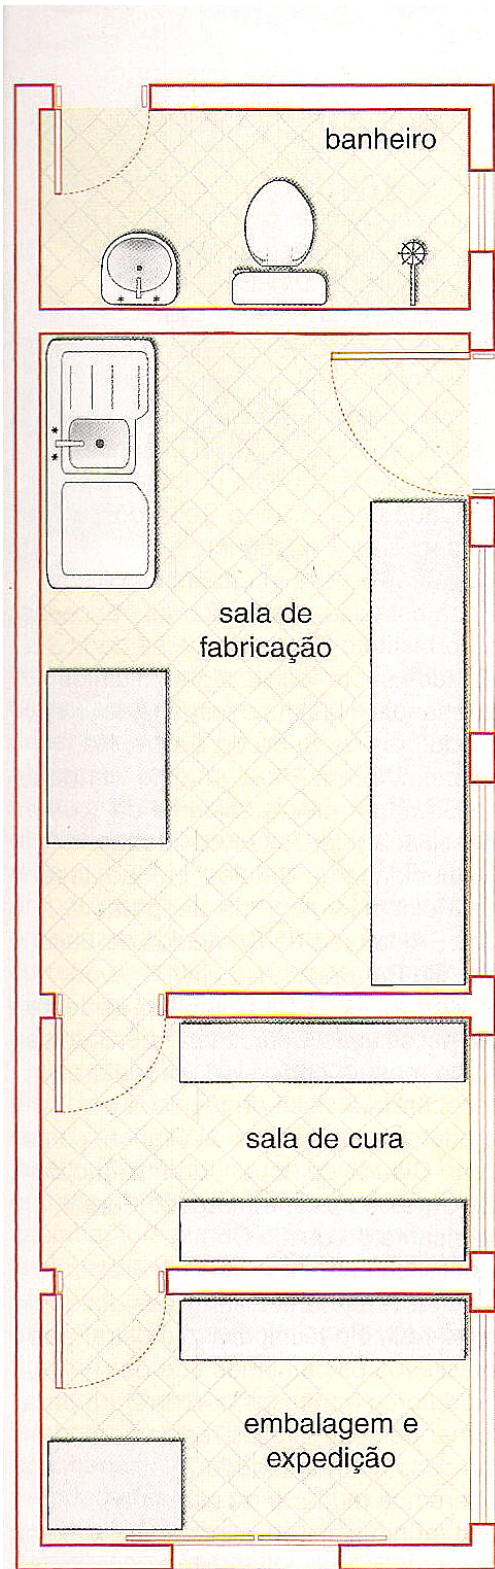 banheiro
sala de
fabricação
sala de cura
embalagem e
expedição